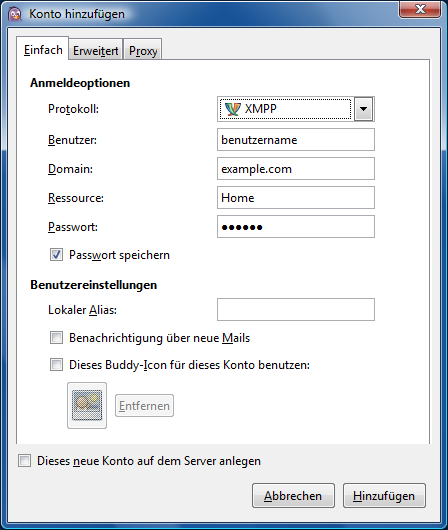 Konto hinzufügen
Einfach Erweitert Proxy
Anmeldeoptionen
Protokoll: XMPP
Benutzer: benutzername
Domain: example.com
Ressource: Home
Passwort: ●●●●●●
Passwort speichern
Benutzereinstellungen
Lokaler Alias:
Benachrichtigung über neue Mails
Dieses Buddy-Icon für dieses Konto benutzen:
Entfernen
Dieses neue Konto auf dem Server anlegen
Abbrechen Hinzufügen